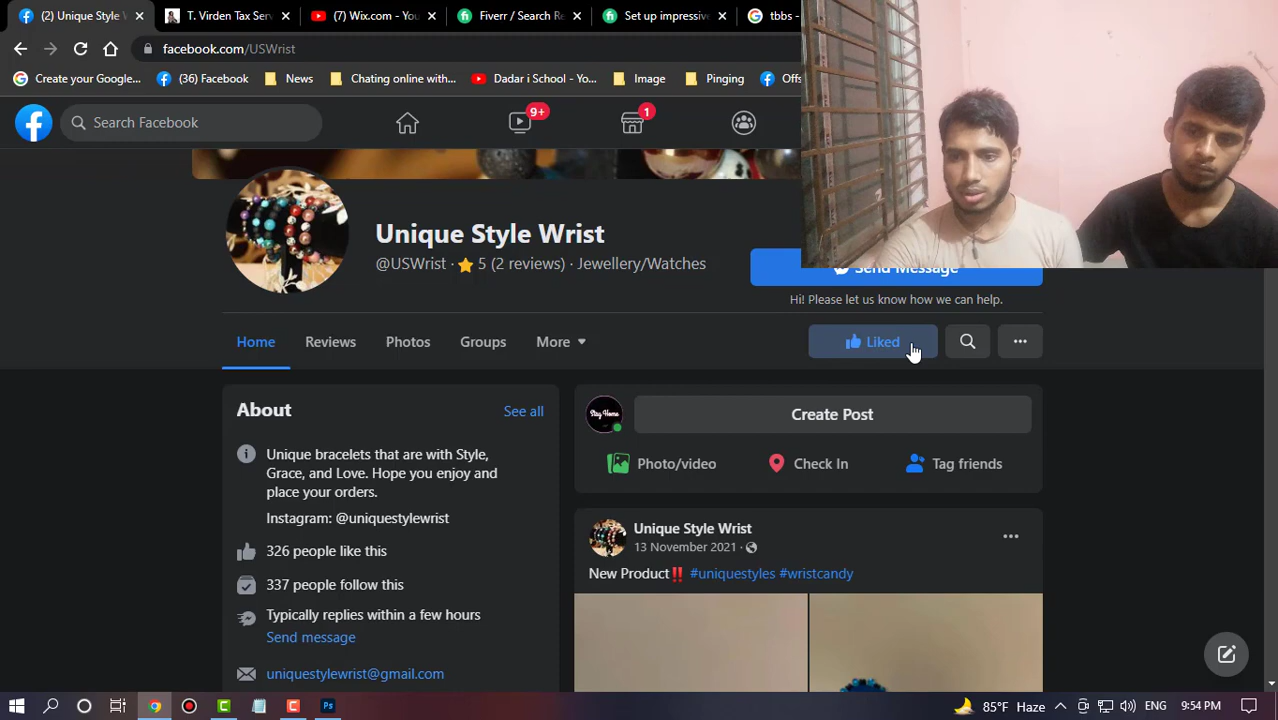 (2) Unique Style W
T. Virden Tax Serv
(7) Wix.com - You
Fiverr / Search Re
Set up impressiv
tbbs -
facebook.com/USWrist
Create your Google...
(36) Facebook
News
Chating online with...
Dadar i School - Yo...
Image
Pinging
Offs
Search Facebook
9+
1
Unique Style Wrist
@USWrist · 5 (2 reviews) · Jewellery/Watches
Send Message
Hi! Please let us know how we can help.
Home
Reviews
Photos
Groups
More
Liked
About
See all
Unique bracelets that are with Style,
Grace, and Love. Hope you enjoy and
place your orders.
Instagram: @uniquestylewrist
326 people like this
337 people follow this
Typically replies within a few hours
Send message
uniquestylewrist@gmail.com
Stay Home
Create Post
Photo/video
Check In
Tag friends
Unique Style Wrist
13 November 2021 ·
New Product‼️ #uniquestyles #wristcandy
85°F Haze
ENG
9:54 PM